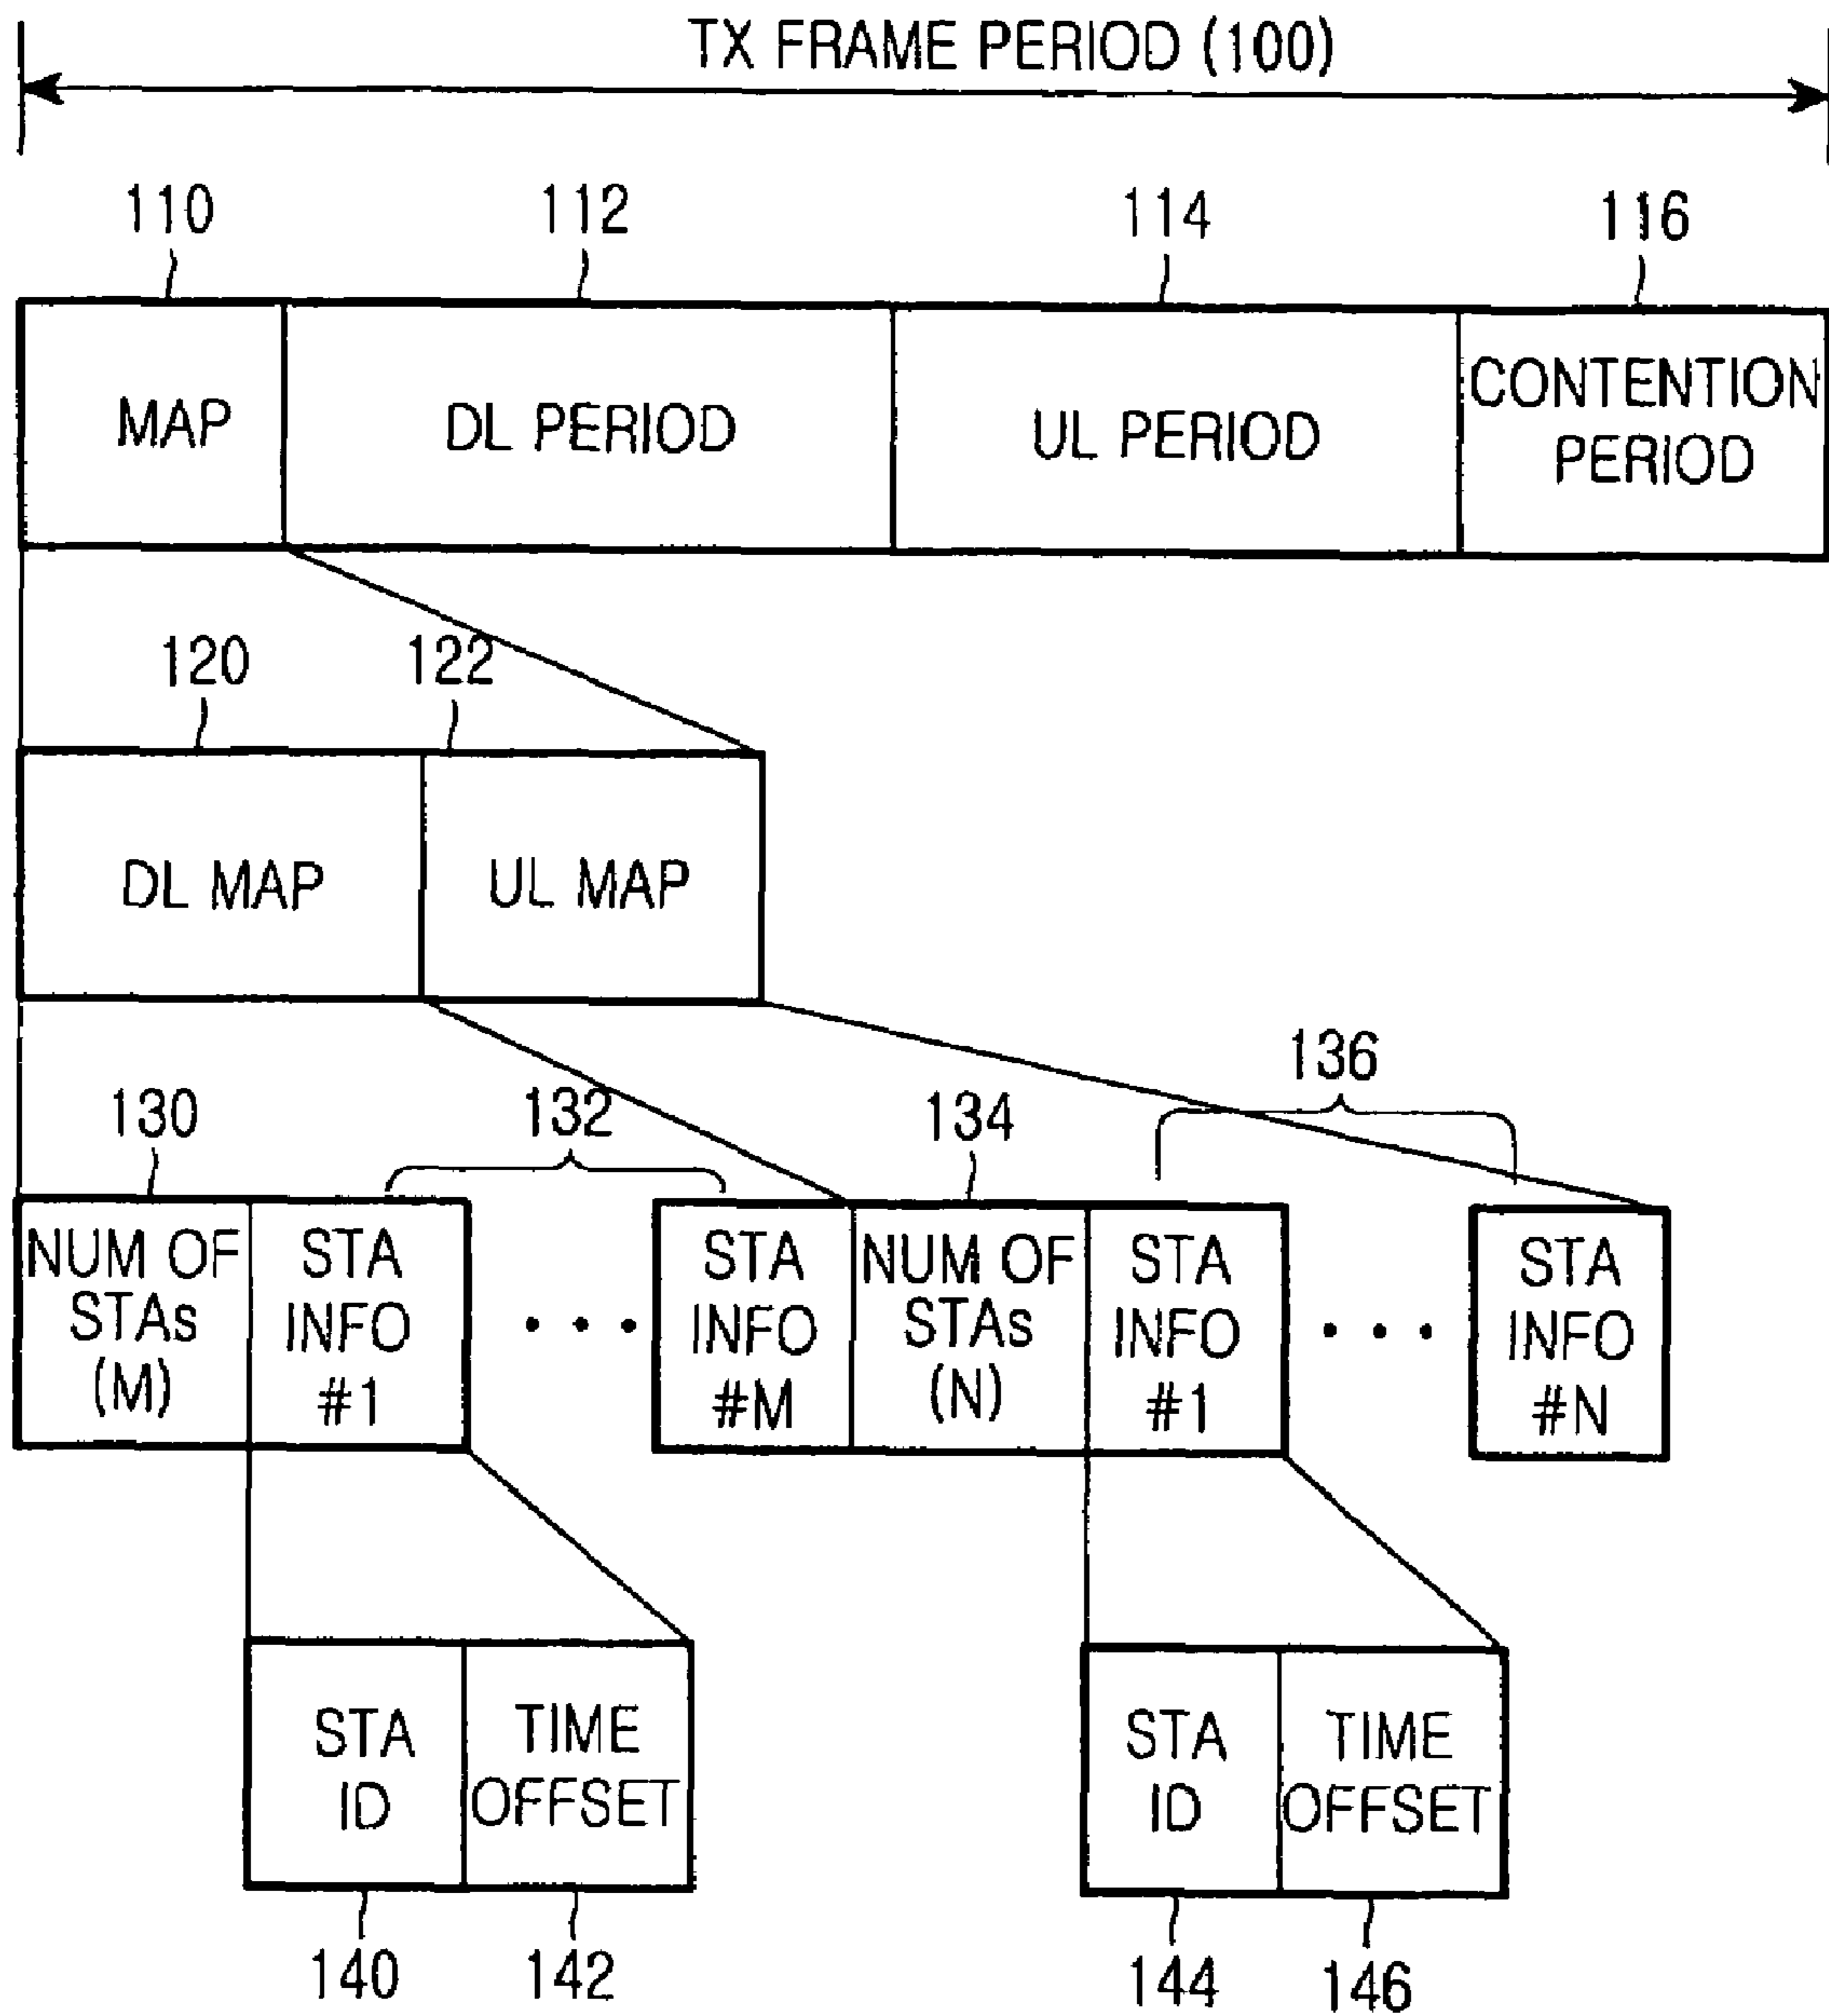 TX FRAME PERIOD (100)
110
112
114
116
MAP
DL PERIOD
UL PERIOD
CONTENTION
PERIOD
120
122
DL MAP
UL MAP
130
132
134
136
NUM OF
STAs
(M)
STA
INFO
#1
• • •
STA
INFO
#M
NUM OF
STAs
(N)
STA
INFO
#1
• • •
STA
INFO
#N
STA
ID
TIME
OFFSET
STA
ID
TIME
OFFSET
140
142
144
146